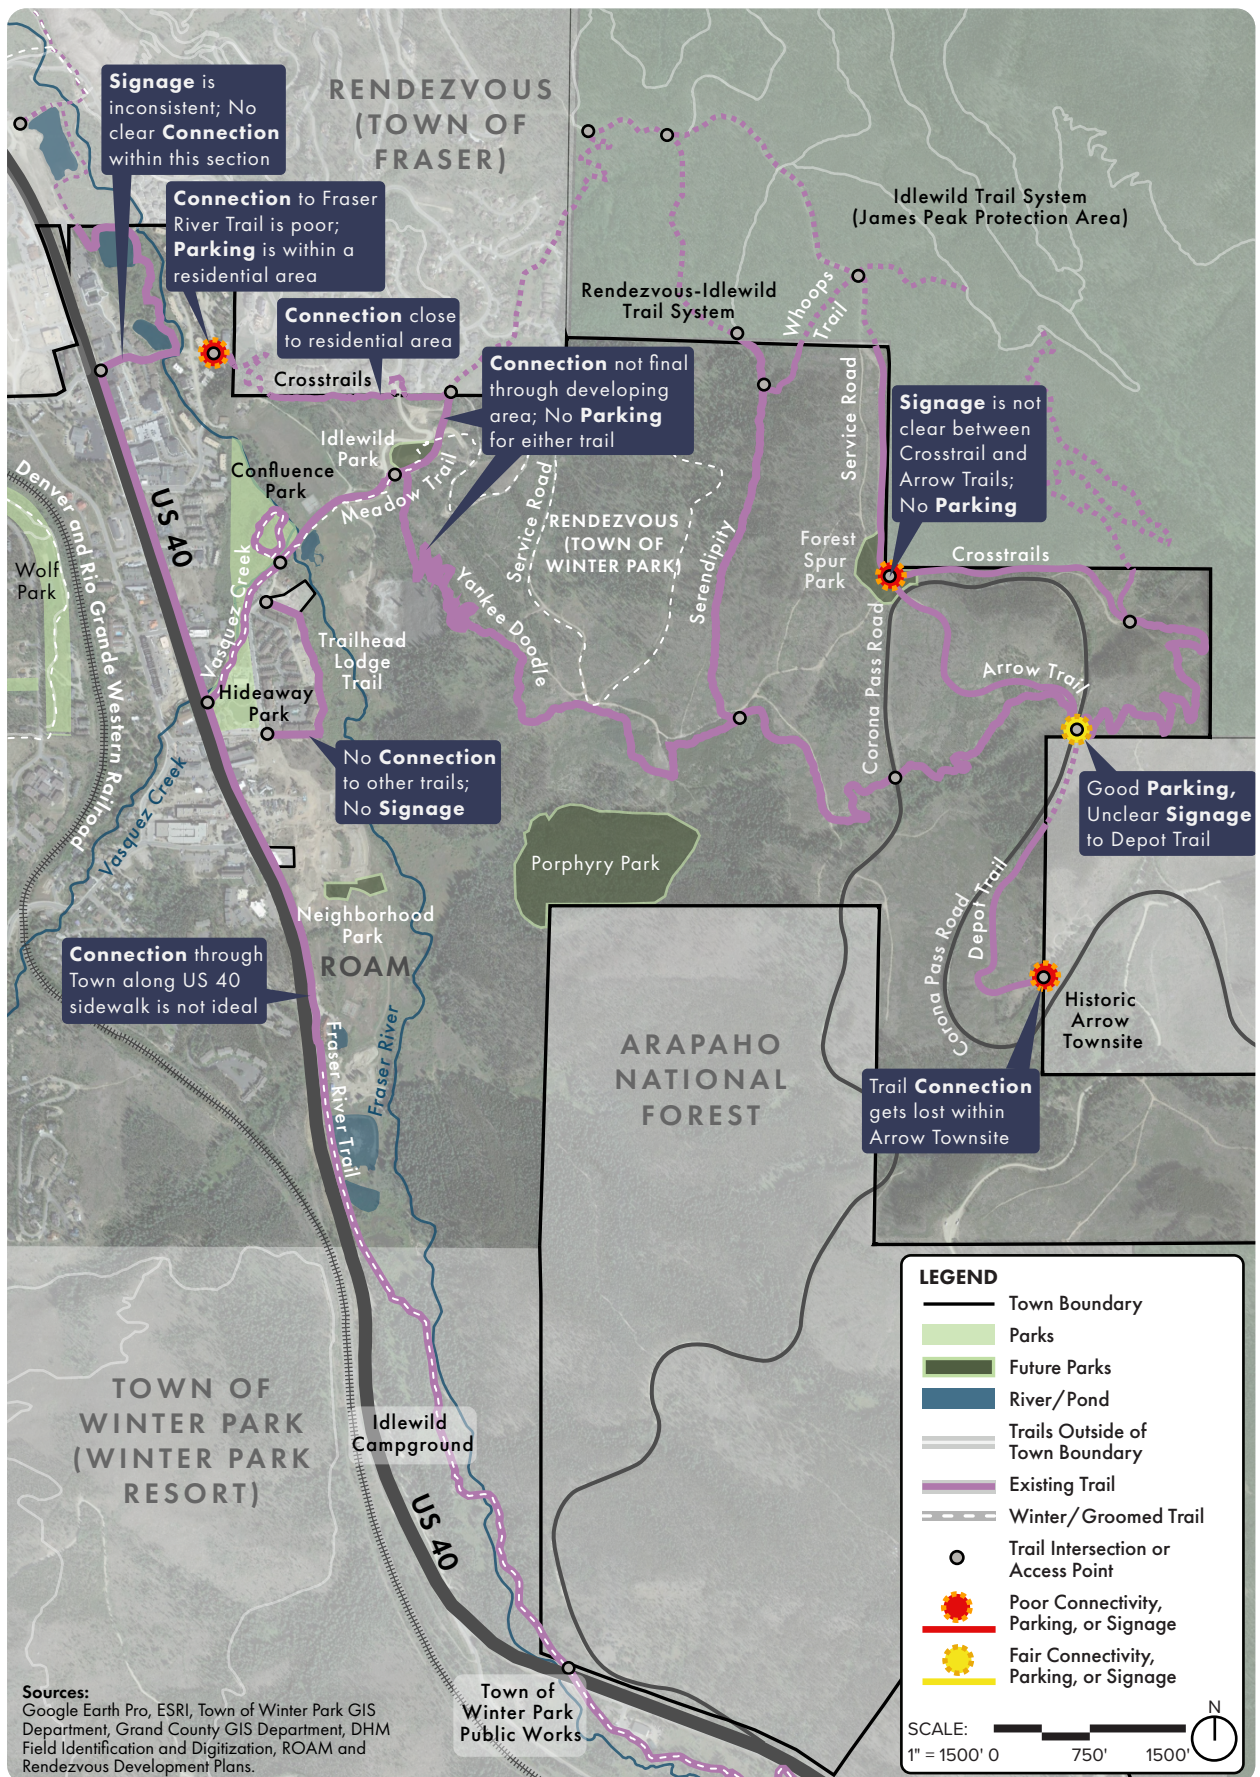 RENDEZVOUS
(TOWN OF
FRASER)
Signage is
inconsistent; No
clear Connection
within this section
Connection to Fraser
River Trail is poor;
Parking is within a
residential area
Connection close
to residential area
Crosstrails
Connection not final
through developing
area; No Parking
for either trail
Idlewild Trail System
(James Peak Protection Area)
Rendezvous-Idlewild
Trail System
Whoops
Trail
Service Road
Signage is not
clear between
Crosstrail and
Arrow Trails;
No Parking
Idlewild
Park
Confluence
Park
Meadow Trail
Service Road
RENDEZVOUS
(TOWN OF
WINTER PARK)
Serendipity
Forest
Spur
Park
Crosstrails
Denver and Rio Grande Western Railroad
US 40
Wolf
Park
Vasquez Creek
Yankee Doodle
Trailhead
Lodge
Trail
Hideaway
Park
Corona Pass Road
Arrow Trail
No Connection
to other trails;
No Signage
Vasquez Creek
Good Parking,
Unclear Signage
to Depot Trail
Porphyry Park
Neighborhood
Park
ROAM
Connection through
Town along US 40
sidewalk is not ideal
Corona Pass Road
Depot Trail
Historic
Arrow
Townsite
Fraser River Trail
Fraser River
ARAPAHO
NATIONAL
FOREST
Trail Connection
gets lost within
Arrow Townsite
TOWN OF
WINTER PARK
(WINTER PARK
RESORT)
Idlewild
Campground
US 40
Town of
Winter Park
Public Works
LEGEND
Town Boundary
Parks
Future Parks
River/Pond
Trails Outside of
Town Boundary
Existing Trail
Winter/Groomed Trail
Trail Intersection or
Access Point
Poor Connectivity,
Parking, or Signage
Fair Connectivity,
Parking, or Signage
N
SCALE:
1" = 1500' 0 750' 1500'
Sources:
Google Earth Pro, ESRI, Town of Winter Park GIS
Department, Grand County GIS Department, DHM
Field Identification and Digitization, ROAM and
Rendezvous Development Plans.